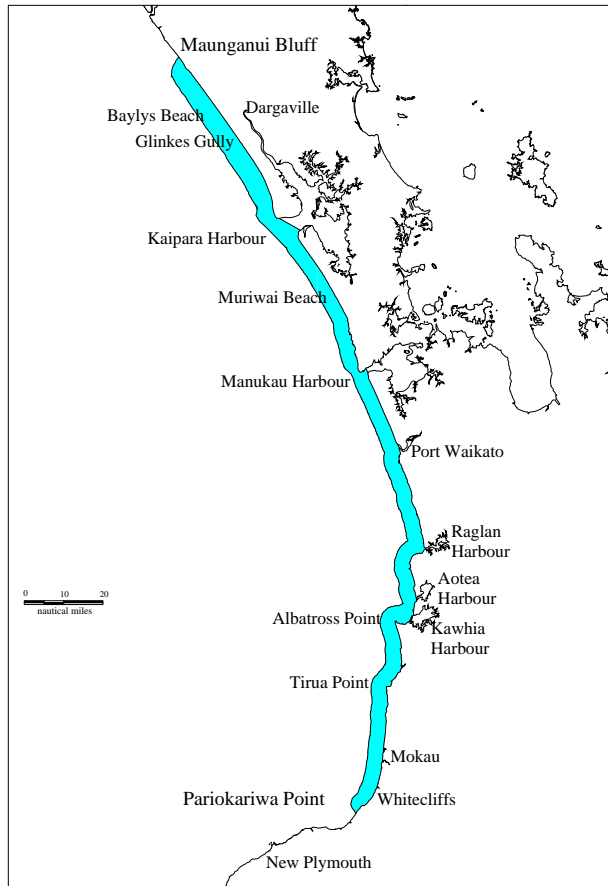 Maunganui Bluff
Dargaville
Baylys Beach
Glinkes Gully
Kaipara Harbour
Muriwai Beach
Manukau Harbour
Port Waikato
Raglan
Harbour
Aotea
Harbour
0 10 20
nautical miles
Albatross Point
Kawhia
Harbour
Tirua Point
Mokau
Pariokariwa Point
Whitecliffs
New Plymouth